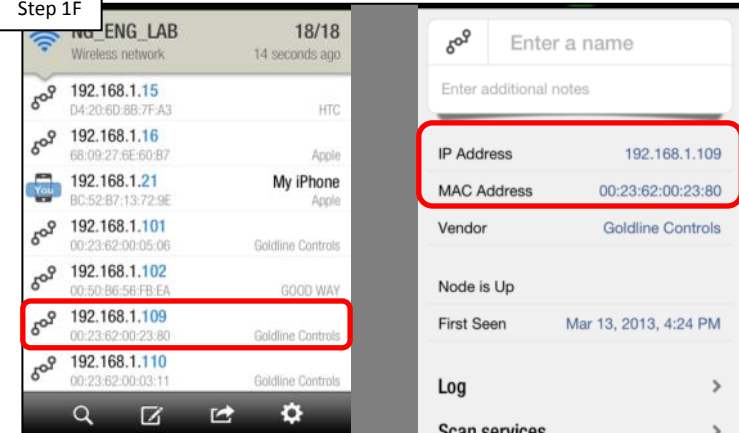 Step 1F
NG_ENG_LAB 18/18
Wireless network 14 seconds ago
192.168.1.15
D4:20:6D:8B:7F:A3 HTC
192.168.1.16
68:09:27:6E:60:B7 Apple
You 192.168.1.21 My iPhone
BC:52:B7:13:72:9E Apple
192.168.1.101
00:23:62:00:05:06 Goldline Controls
192.168.1.102
00:50:B6:56:FB:EA GOOD WAY
192.168.1.109
00:23:62:00:23:80 Goldline Controls
192.168.1.110
00:23:62:00:03:11 Goldline Controls
Enter a name
Enter additional notes
IP Address 192.168.1.109
MAC Address 00:23:62:00:23:80
Vendor Goldline Controls
Node is Up
First Seen Mar 13, 2013, 4:24 PM
Log
Scan services